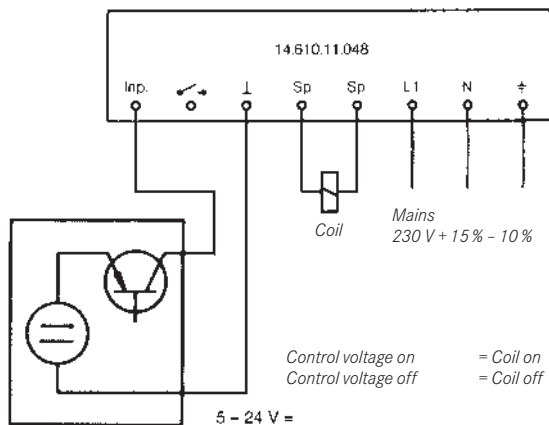 14.610.11.048
Inp. ⊥ Sp Sp L1 N ⏚
Coil
Mains
230 V + 15 % – 10 %
Control voltage on = Coil on
Control voltage off = Coil off
5 – 24 V =